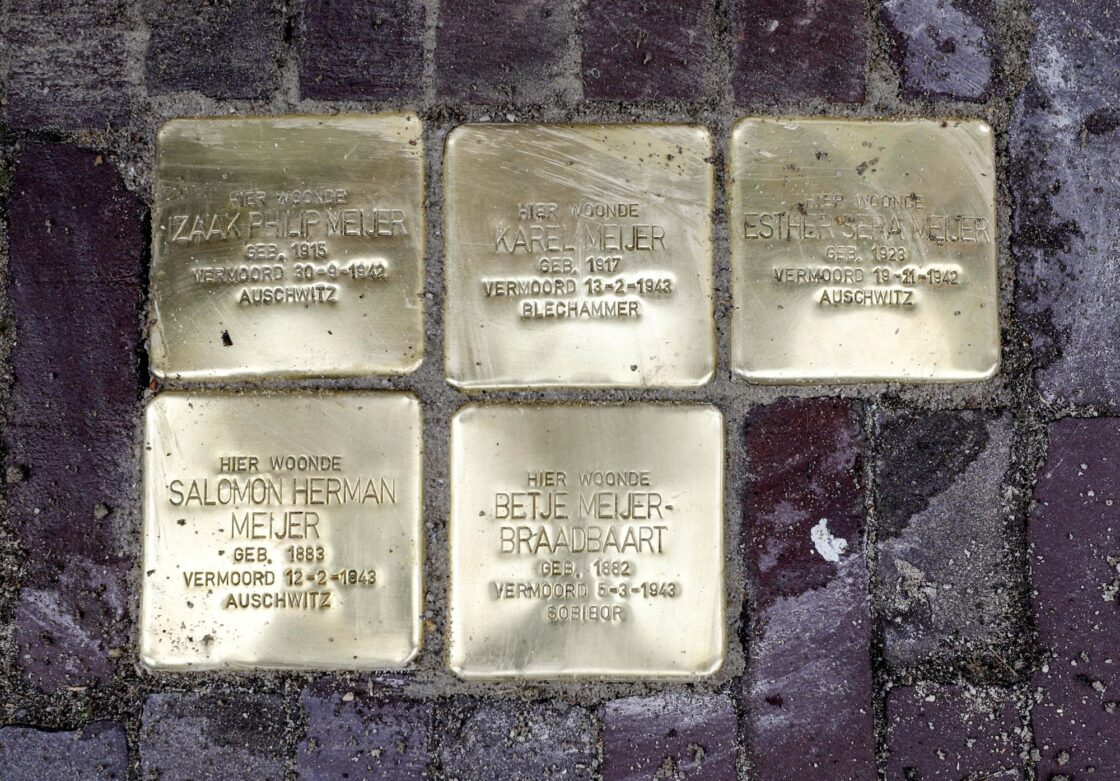 HIER WOONDE
IZAAK PHILIP MEIJER
GEB. 1915
VERMOORD 30-9-1942
AUSCHWITZ
HIER WOONDE
KAREL MEIJER
GEB. 1917
VERMOORD 13-2-1943
BLECHAMMER
HIER WOONDE
ESTHER SERA MEIJER
GEB. 1923
VERMOORD 19-11-1942
AUSCHWITZ
HIER WOONDE
SALOMON HERMAN
MEIJER
GEB. 1883
VERMOORD 12-2-1943
AUSCHWITZ
HIER WOONDE
BETJE MEIJER-
BRAADBAART
GEB. 1882
VERMOORD 5-3-1943
SOBIBOR